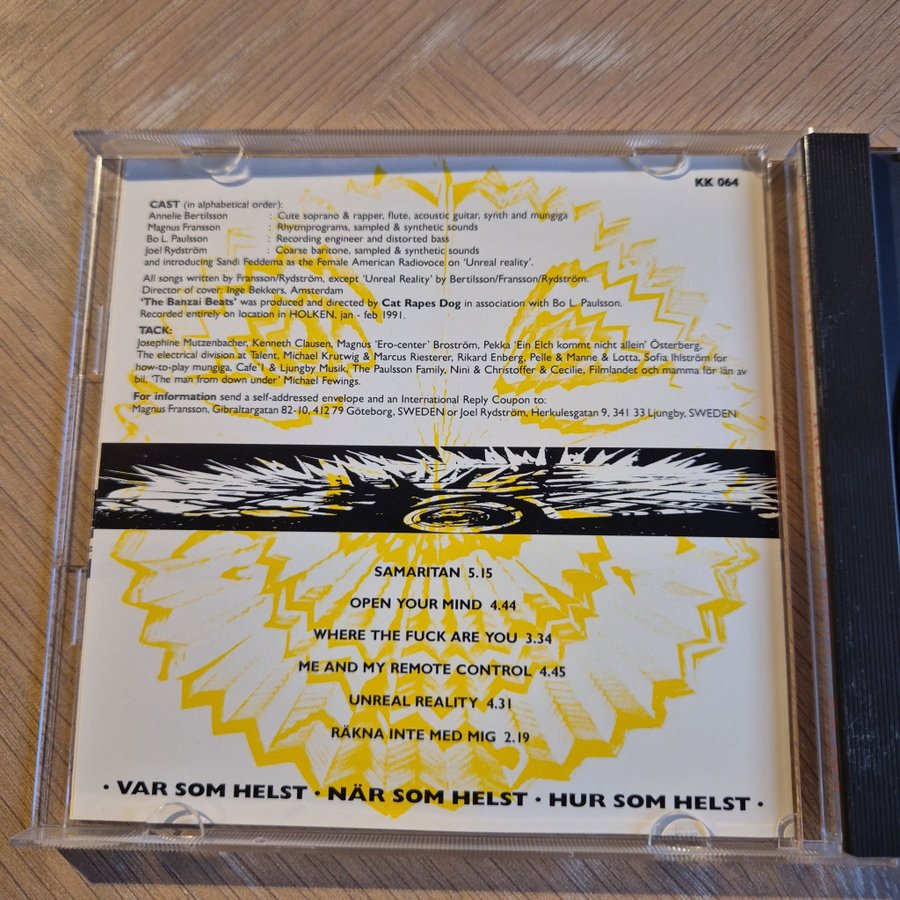 KK 064
CAST (in alphabetical order):
Annelie Bertilsson : Cute soprano & rapper, flute, acoustic guitar, synth and mungiga
Magnus Fransson : Rhytmprograms, sampled & synthetic sounds
Bo L. Paulsson : Recording engineer and distorted bass
Joel Rydström : Coarse baritone, sampled & synthetic sounds
and introducing Sandi Feddema as the Female American Radiovoce on 'Unreal reality'.
All songs written by Fransson/Rydström, except 'Unreal Reality' by Bertilsson/Fransson/Rydström.
Director of cover: Inge Bekkers, Amsterdam
'The Banzai Beats' was produced and directed by Cat Rapes Dog in association with Bo L. Paulsson.
Recorded entirely on location in HOLKEN. jan - feb 1991.
TACK:
Josephine Mutzenbacher, Kenneth Clausen, Magnus 'Ero-center' Broström, Pekka 'Ein Elch kommt nicht allein' Österberg,
The electrical division at Talent, Michael Krutwig & Marcus Riesterer, Rikard Enberg, Pelle & Manne & Lotta, Sofia Ihlström for
how-to-play mungiga, Cafe'1 & Ljungby Musik, The Paulsson Family, Nini & Christoffer & Cecilie, Filmlandet och mamma för lån av
bil, 'The man from down under' Michael Fewings.
For information send a self-addressed envelope and an International Reply Coupon to:
Magnus Fransson, Gibraltargatan 82-10, 412 79 Göteborg, SWEDEN or Joel Rydström, Herkulesgatan 9, 341 33 Ljungby, SWEDEN
SAMARITAN 5.15
OPEN YOUR MIND 4.44
WHERE THE FUCK ARE YOU 3.34
ME AND MY REMOTE CONTROL 4.45
UNREAL REALITY 4.31
RÄKNA INTE MED MIG 2.19
· VAR SOM HELST · NÄR SOM HELST · HUR SOM HELST ·